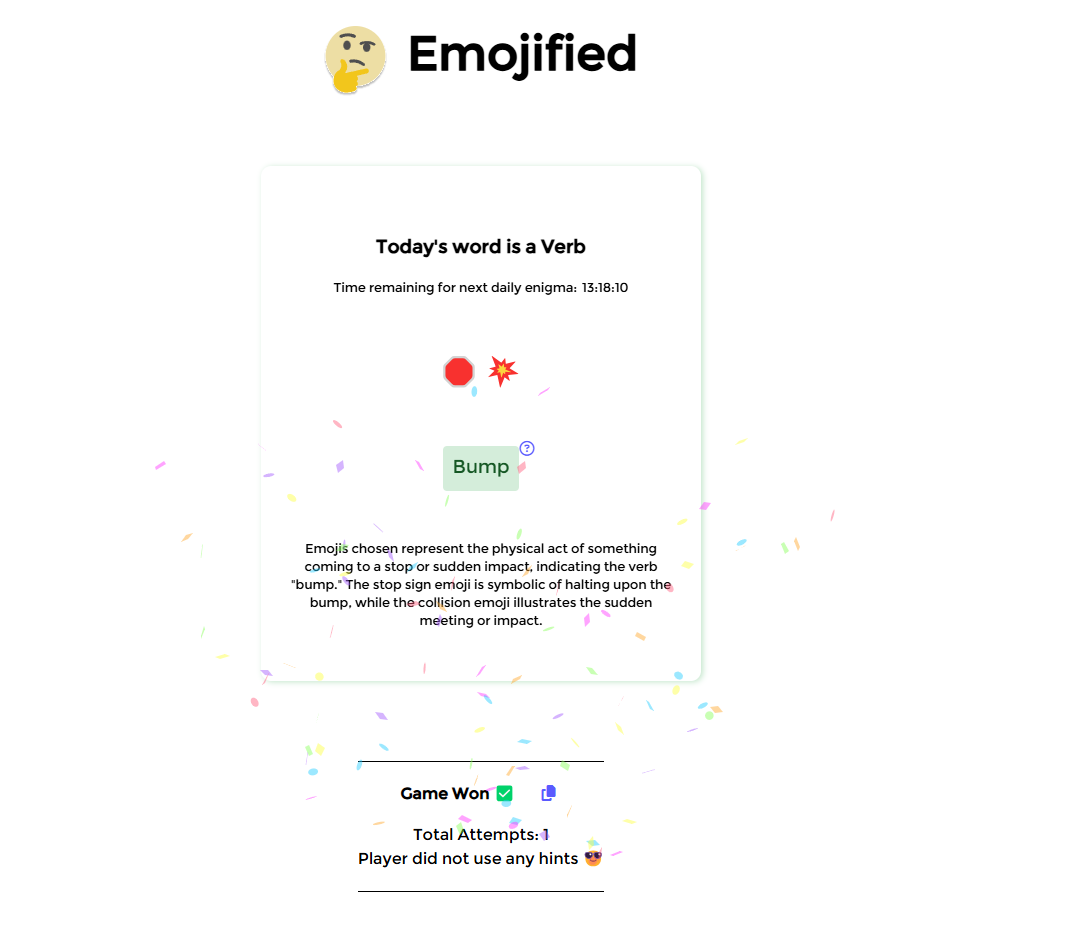 Emojified
Today's word is a Verb
Time remaining for next daily enigma: 13:18:10
Bump
?
Emojis chosen represent the physical act of something
coming to a stop or sudden impact, indicating the verb
"bump." The stop sign emoji is symbolic of halting upon the
bump, while the collision emoji illustrates the sudden
meeting or impact.
Game Won ✅
Total Attempts: 1
Player did not use any hints 😎